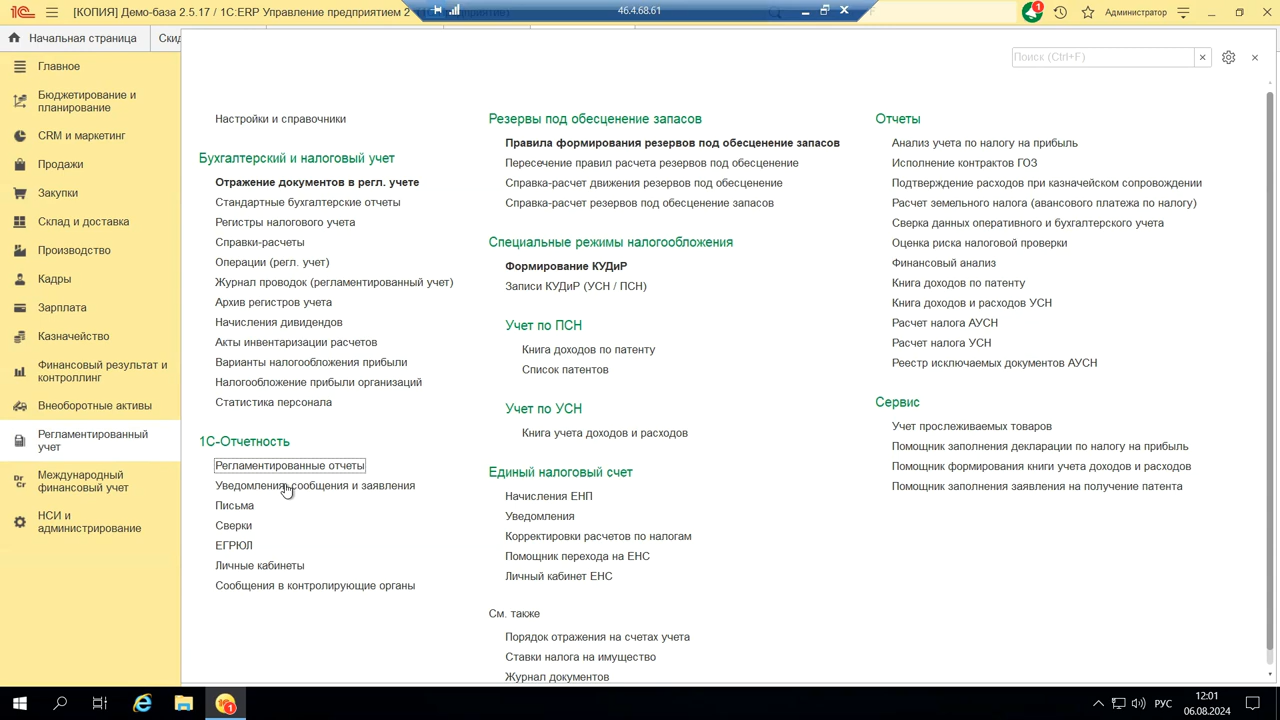 [КОПИЯ] Демо-база 2.5.17 / 1С:ERP Управление предприятием 2
46.4.68.61
1
Администратор
Начальная страница
Главное
Бюджетирование и
планирование
CRM и маркетинг
Продажи
Закупки
Склад и доставка
Производство
Кадры
Зарплата
Казначейство
Финансовый результат и
контроллинг
Внеоборотные активы
Регламентированный
учет
Международный
финансовый учет
НСИ и
администрирование
Поиск (Ctrl+F)
Настройки и справочники
Бухгалтерский и налоговый учет
Отражение документов в регл. учете
Стандартные бухгалтерские отчеты
Регистры налогового учета
Справки-расчеты
Операции (регл. учет)
Журнал проводок (регламентированный учет)
Архив регистров учета
Начисления дивидендов
Акты инвентаризации расчетов
Варианты налогообложения прибыли
Налогообложение прибыли организаций
Статистика персонала
1С-Отчетность
Регламентированные отчеты
Уведомления, сообщения и заявления
Письма
Сверки
ЕГРЮЛ
Личные кабинеты
Сообщения в контролирующие органы
Резервы под обесценение запасов
Правила формирования резервов под обесценение запасов
Пересечение правил расчета резервов под обесценение запасов
Справка-расчет движения резервов под обесценение
Справка-расчет резервов под обесценение запасов
Специальные режимы налогообложения
Формирование КУДиР
Записи КУДиР (УСН / ПСН)
Учет по ПСН
Книга доходов по патенту
Список патентов
Учет по УСН
Книга учета доходов и расходов
Единый налоговый счет
Начисления ЕНП
Уведомления
Корректировки расчетов по налогам
Помощник перехода на ЕНС
Личный кабинет ЕНС
См. также
Порядок отражения на счетах учета
Ставки налога на имущество
Журнал документов
Отчеты
Анализ учета по налогу на прибыль
Исполнение контрактов ГОЗ
Подтверждение расходов при казначейском сопровождении
Расчет земельного налога (авансового платежа по налогу)
Сверка данных оперативного и бухгалтерского учета
Оценка риска налоговой проверки
Финансовый анализ
Книга доходов по патенту
Книга доходов и расходов УСН
Расчет налога АУСН
Расчет налога УСН
Реестр исключаемых документов АУСН
Сервис
Учет прослеживаемых товаров
Помощник заполнения декларации по налогу на прибыль
Помощник формирования книги учета доходов и расходов
Помощник заполнения заявления на получение патента
РУС
12:01
06.08.2024